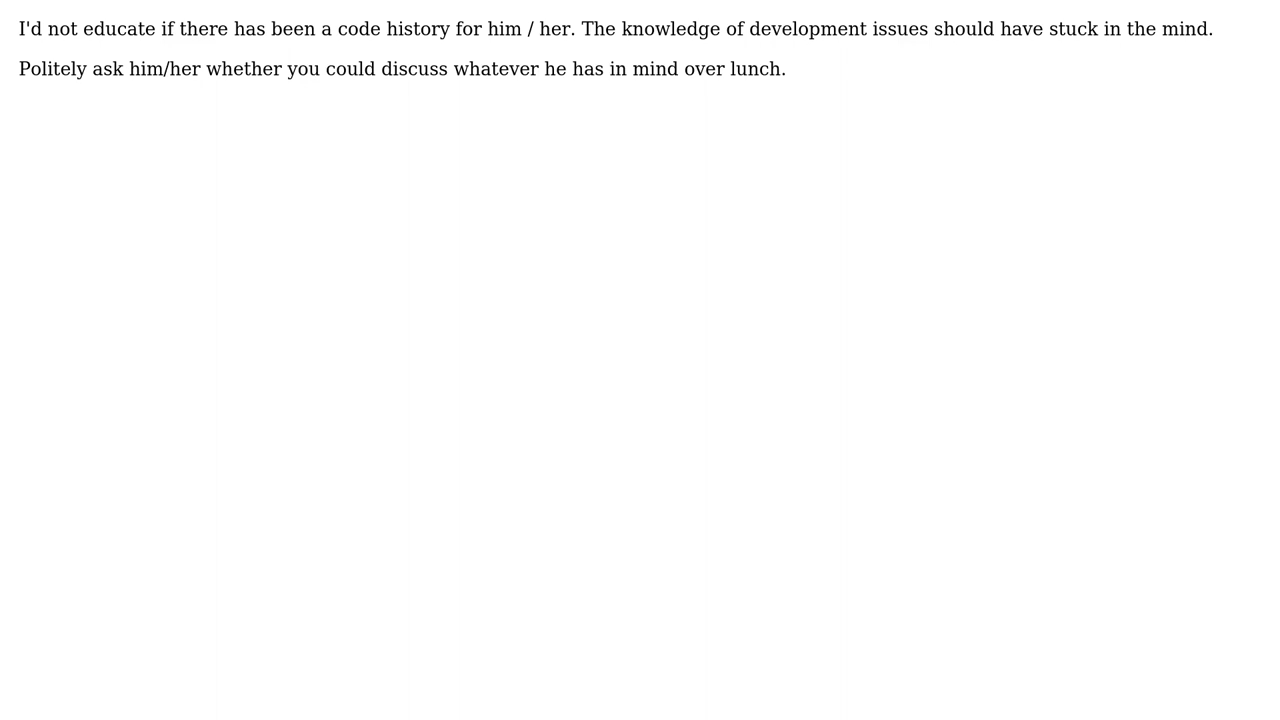 I'd not educate if there has been a code history for him / her. The knowledge of development issues should have stuck in the mind.
Politely ask him/her whether you could discuss whatever he has in mind over lunch.